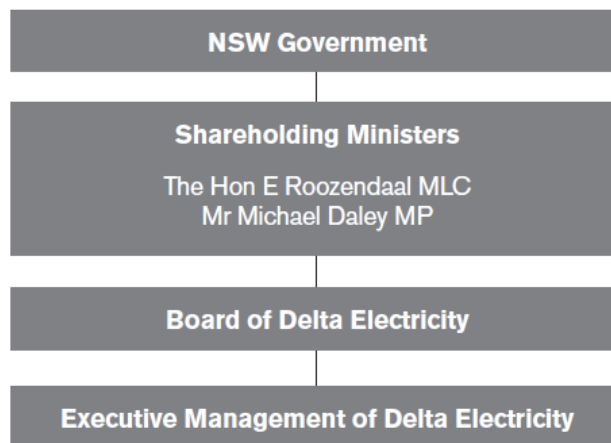 NSW Government
Shareholding Ministers
The Hon E Roozendaal MLC
Mr Michael Daley MP
Board of Delta Electricity
Executive Management of Delta Electricity